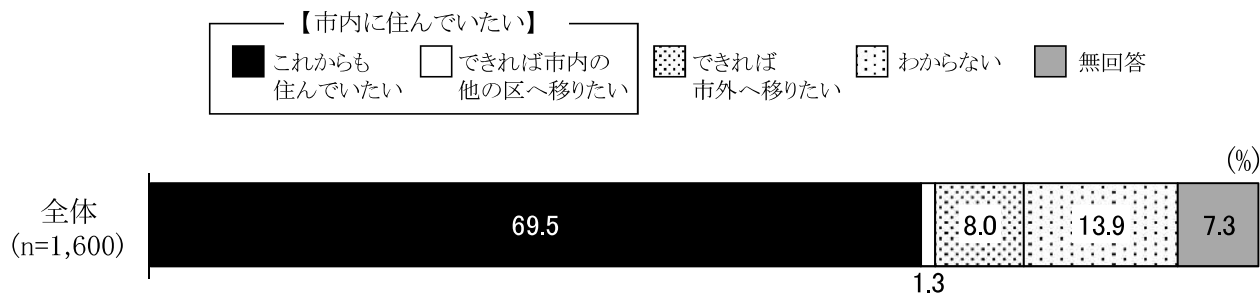 【市内に住んでいたい】
これからも
住んでいたい
できれば市内の
他の区へ移りたい
できれば
市外へ移りたい
わからない
無回答
(%)
全体
(n=1,600)
69.5
1.3
8.0
13.9
7.3